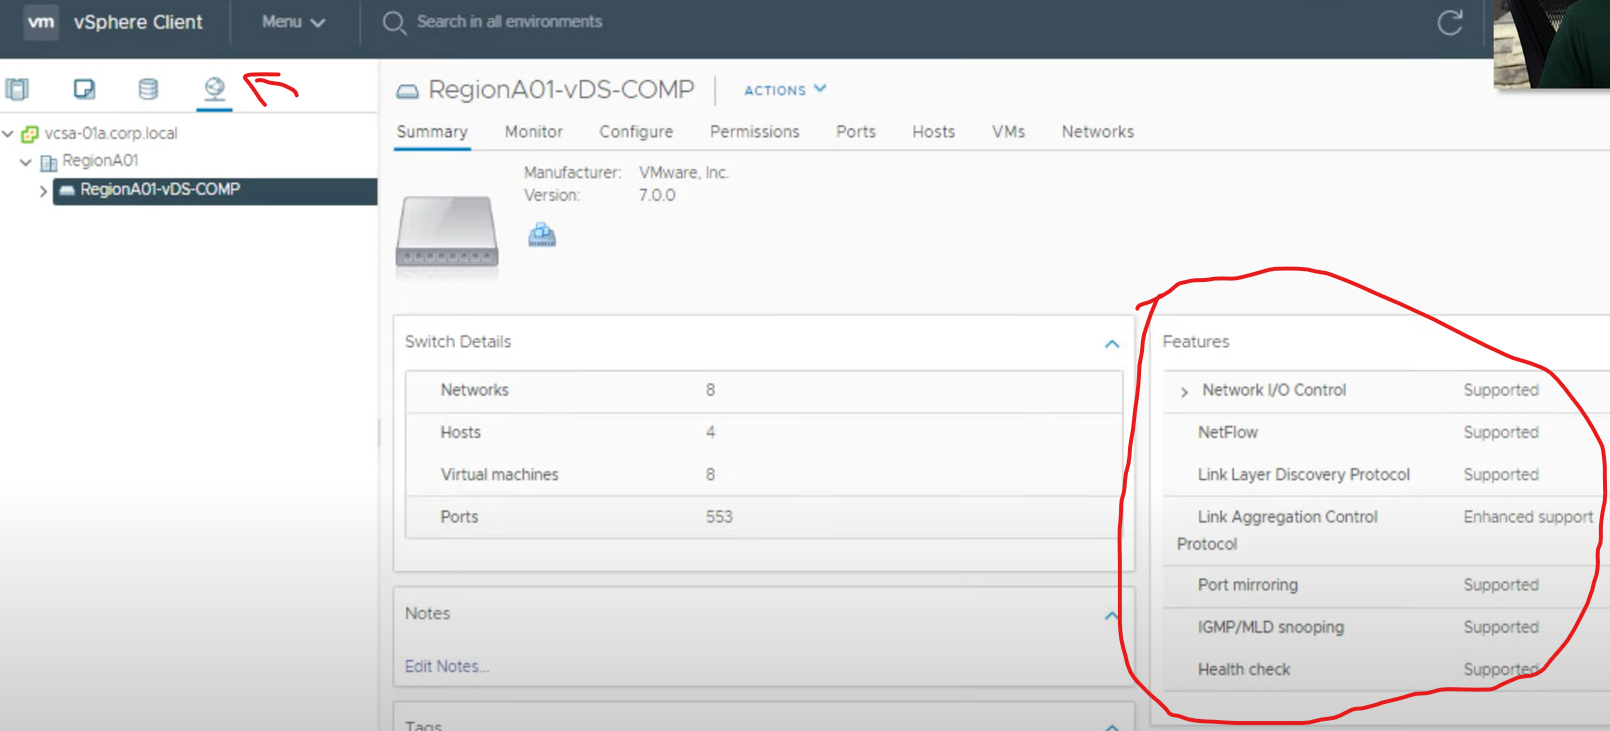 vm vSphere Client Menu Search in all environments
RegionA01-vDS-COMP ACTIONS
Summary Monitor Configure Permissions Ports Hosts VMs Networks
vcsa-01a.corp.local
RegionA01
RegionA01-vDS-COMP
Manufacturer: VMware, Inc.
Version: 7.0.0
Switch Details
Networks 8
Hosts 4
Virtual machines 8
Ports 553
Notes
Edit Notes...
Tags
Features
Network I/O Control Supported
NetFlow Supported
Link Layer Discovery Protocol Supported
Link Aggregation Control Enhanced support
Protocol
Port mirroring Supported
IGMP/MLD snooping Supported
Health check Supported